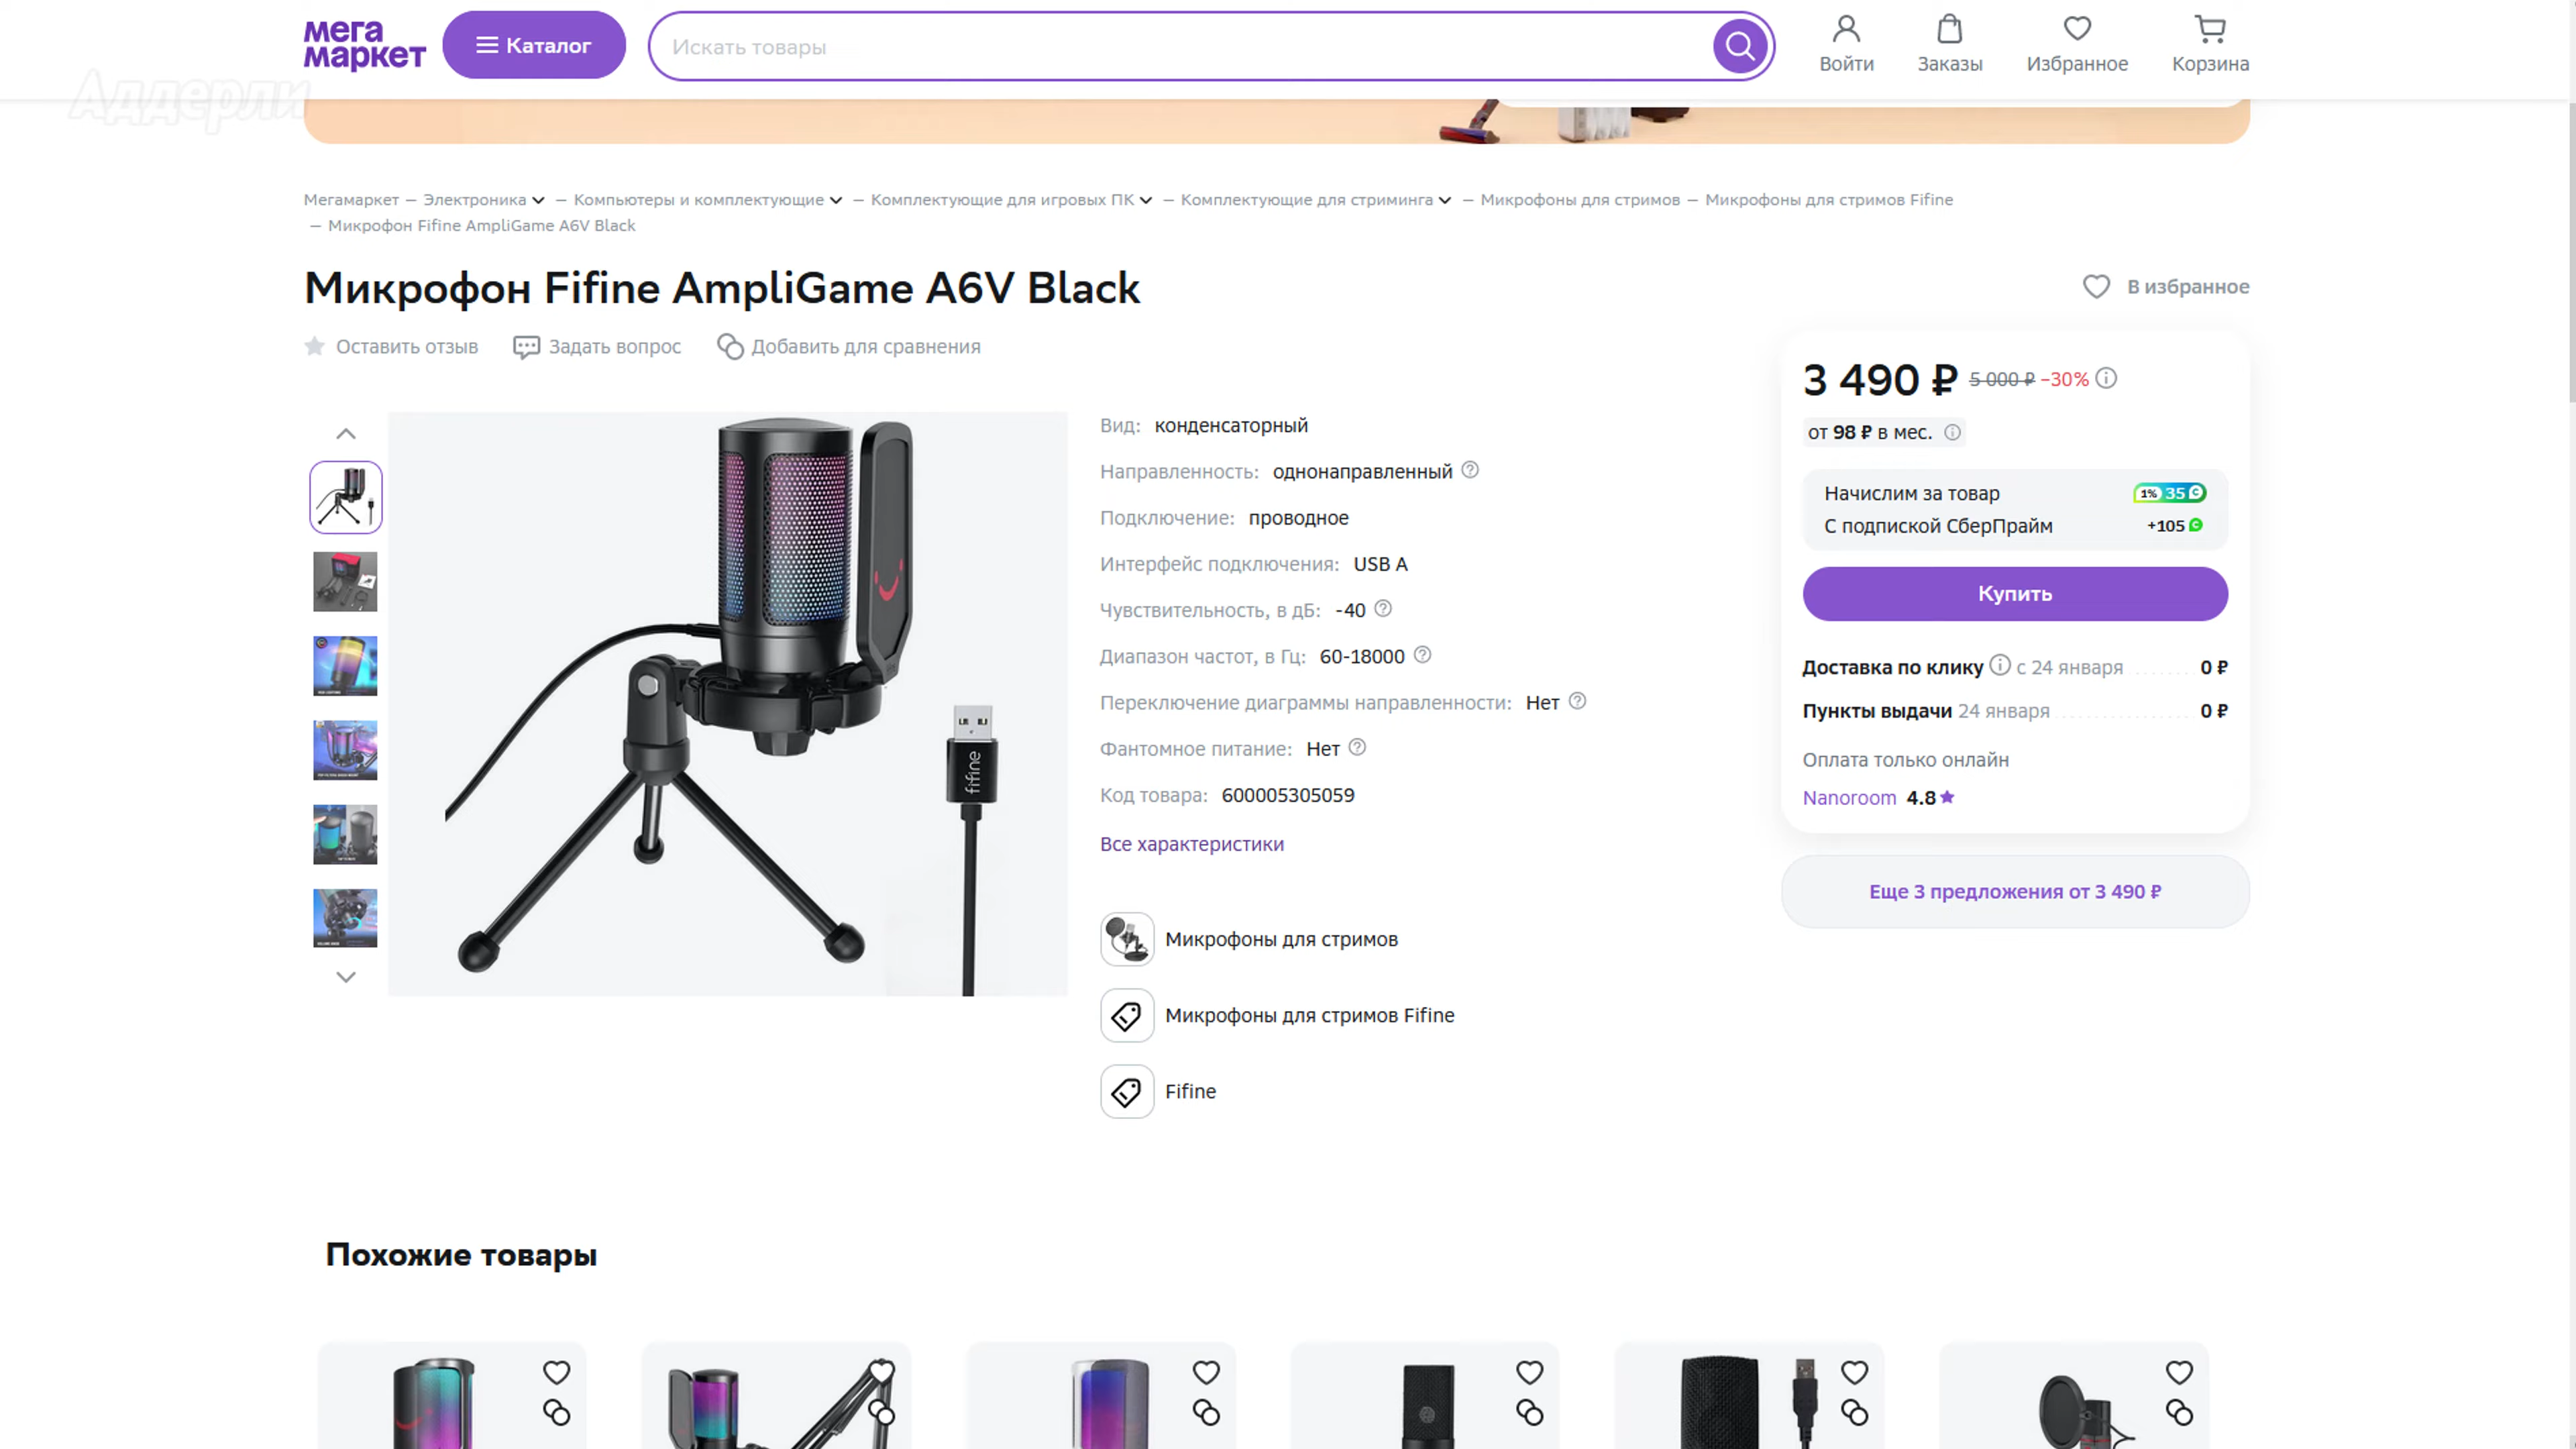 мега
маркет
Каталог
Искать товары
Войти
Заказы
Избранное
Корзина
Аддерли
Мегамаркет — Электроника — Компьютеры и комплектующие — Комплектующие для игровых ПК — Комплектующие для стриминга — Микрофоны для стримов — Микрофоны для стримов Fifine
— Микрофон Fifine AmpliGame A6V Black
Микрофон Fifine AmpliGame A6V Black
В избранное
Оставить отзыв
Задать вопрос
Добавить для сравнения
fifine
Вид: конденсаторный
Направленность: однонаправленный
Подключение: проводное
Интерфейс подключения: USB A
Чувствительность, в дБ: -40
Диапазон частот, в Гц: 60-18000
Переключение диаграммы направленности: Нет
Фантомное питание: Нет
Код товара: 600005305059
Все характеристики
Микрофоны для стримов
Микрофоны для стримов Fifine
Fifine
3 490 ₽ 5 000 ₽ -30%
от 98 ₽ в мес.
Начислим за товар 1% 35
С подпиской СберПрайм +105
Купить
Доставка по клику с 24 января 0 ₽
Пункты выдачи 24 января 0 ₽
Оплата только онлайн
Nanoroom 4.8
Еще 3 предложения от 3 490 ₽
Похожие товары